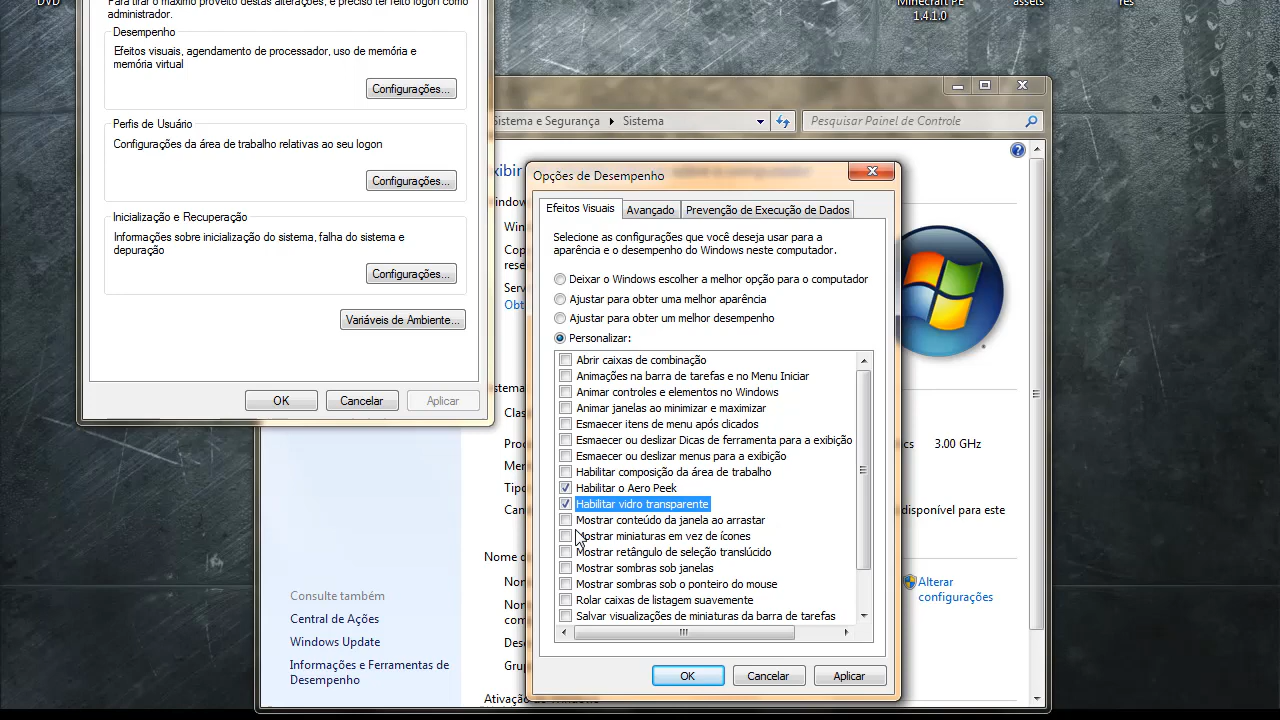 DVD
Minecraft PE
1.4.1.0
assets
res
Para tirar o máximo proveito destas alterações, é preciso ter feito logon como
administrador.
Desempenho
Efeitos visuais, agendamento de processador, uso de memória e
memória virtual
Configurações...
Perfis de Usuário
Configurações da área de trabalho relativas ao seu logon
Configurações...
Inicialização e Recuperação
Informações sobre inicialização do sistema, falha do sistema e
depuração
Configurações...
Variáveis de Ambiente...
OK
Cancelar
Aplicar
Sistema e Segurança
Sistema
Pesquisar Painel de Controle
Opções de Desempenho
Efeitos Visuais
Avançado
Prevenção de Execução de Dados
Selecione as configurações que você deseja usar para a
aparência e o desempenho do Windows neste computador.
Deixar o Windows escolher a melhor opção para o computador
Ajustar para obter uma melhor aparência
Ajustar para obter um melhor desempenho
Personalizar:
Abrir caixas de combinação
Animações na barra de tarefas e no Menu Iniciar
Animar controles e elementos no Windows
Animar janelas ao minimizar e maximizar
Esmaecer itens de menu após clicados
Esmaecer ou deslizar Dicas de ferramenta para a exibição
Esmaecer ou deslizar menus para a exibição
Habilitar composição da área de trabalho
Habilitar o Aero Peek
Habilitar vidro transparente
Mostrar conteúdo da janela ao arrastar
Mostrar miniaturas em vez de ícones
Mostrar retângulo de seleção translúcido
Mostrar sombras sob janelas
Mostrar sombras sob o ponteiro do mouse
Rolar caixas de listagem suavemente
Salvar visualizações de miniaturas da barra de tarefas
OK
Cancelar
Aplicar
3.00 GHz
disponível para este
Alterar
configurações
Nome d
Consulte também
Central de Ações
Windows Update
Informações e Ferramentas de
Desempenho